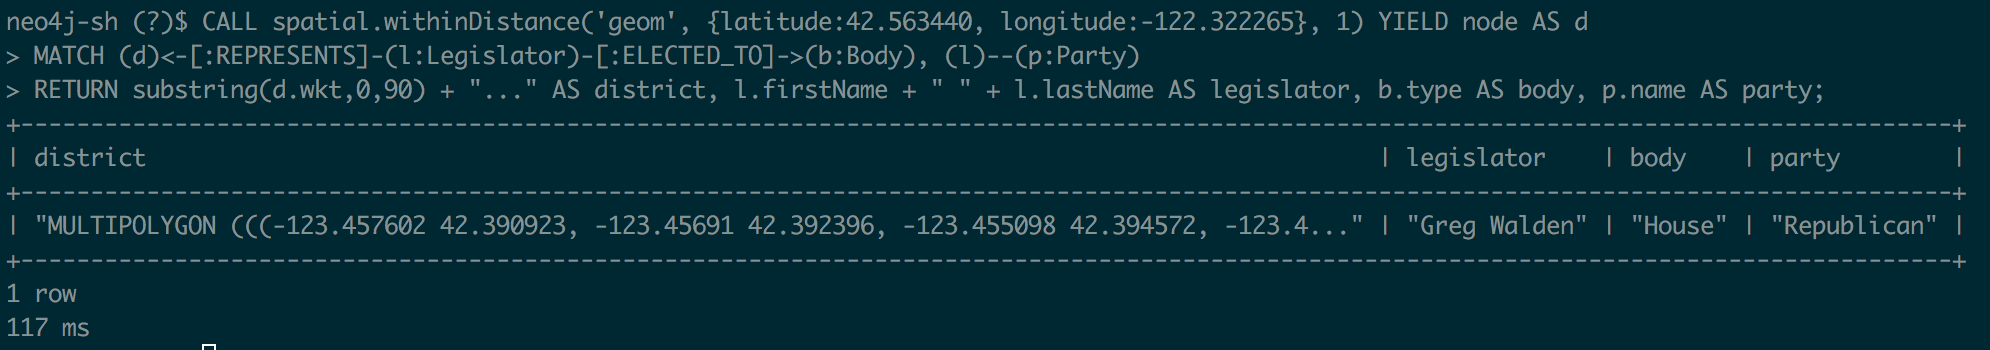 neo4j-sh (?)$ CALL spatial.withinDistance('geom', {latitude:42.563440, longitude:-122.322265}, 1) YIELD node AS d
> MATCH (d)<-[:REPRESENTS]-(l:Legislator)-[:ELECTED_TO]->(b:Body), (l)--(p:Party)
> RETURN substring(d.wkt,0,90) + "..." AS district, l.firstName + " " + l.lastName AS legislator, b.type AS body, p.name AS party;
+--------------------------------------------------------------------------------------------------------------------------------------------+
| district                                                                                         | legislator    | body    | party        |
+--------------------------------------------------------------------------------------------------------------------------------------------+
| "MULTIPOLYGON (((-123.457602 42.390923, -123.45691 42.392396, -123.455098 42.394572, -123.4..." | "Greg Walden" | "House" | "Republican" |
+--------------------------------------------------------------------------------------------------------------------------------------------+
1 row
117 ms